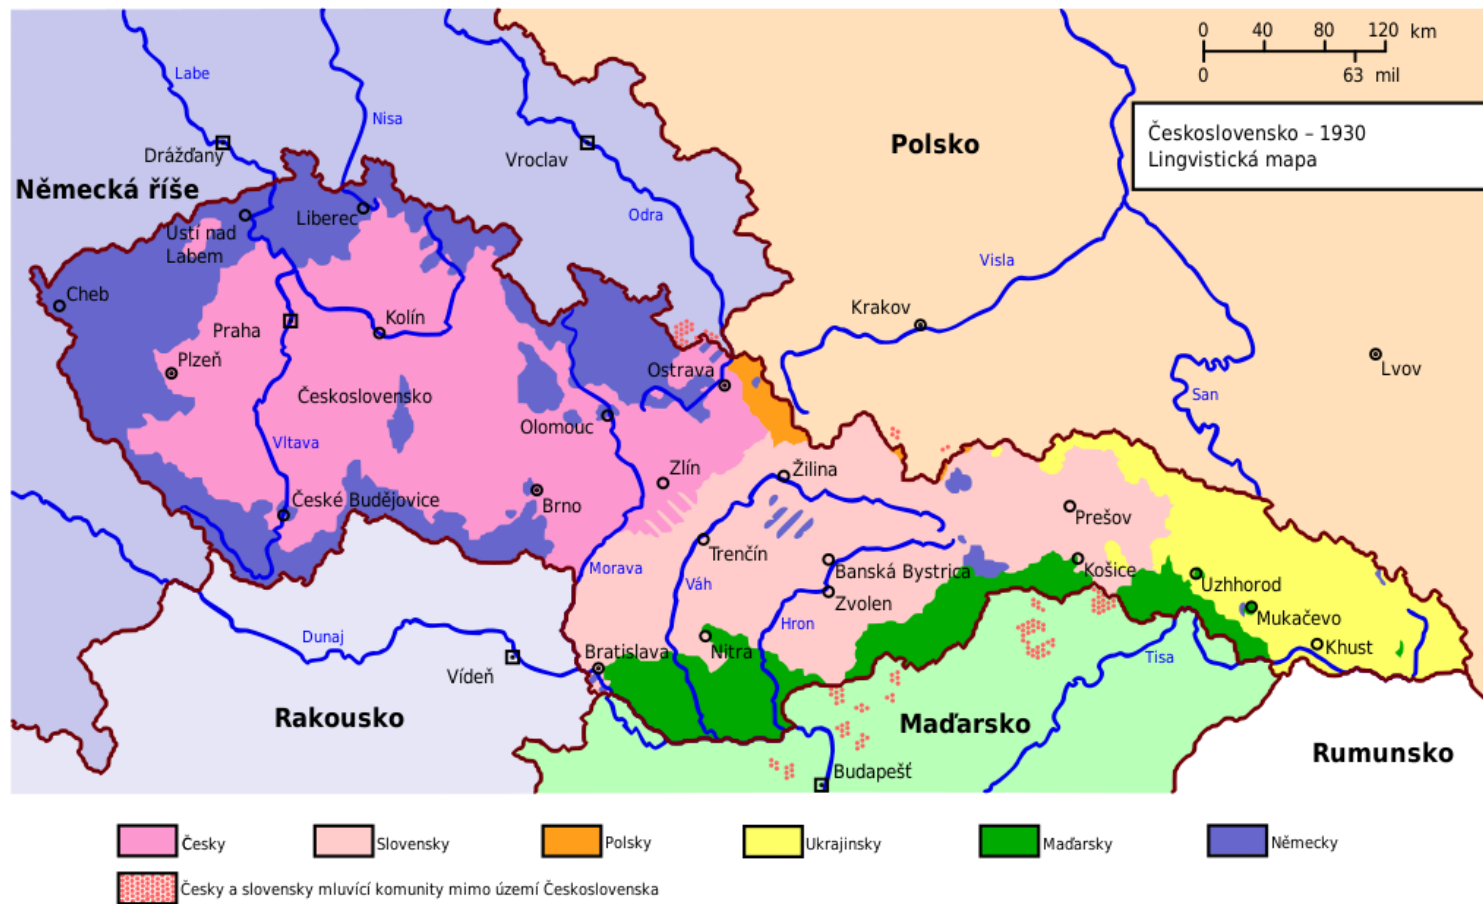 0 40 80 120 km
0 63 mil
Československo – 1930
Lingvistická mapa
Labe
Nisa
Drážďany
Vroclav
Polsko
Německá říše
Liberec
Odra
Ústí nad
Labem
Visla
Cheb
Praha
Kolín
Krakov
Plzeň
Ostrava
Lvov
Československo
San
Olomouc
Vltava
Zlín
Žilina
České Budějovice
Brno
Prešov
Trenčín
Morava
Váh
Banská Bystrica
Košice
Uzhhorod
Zvolen
Mukačevo
Hron
Dunaj
Bratislava
Nitra
Khust
Tisa
Vídeň
Rakousko
Maďarsko
Rumunsko
Budapešť
Česky
Slovensky
Polsky
Ukrajinsky
Maďarsky
Německy
Česky a slovensky mluvící komunity mimo území Československa